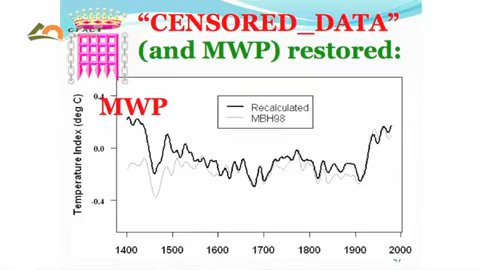 CFACT
“CENSORED_DATA”
(and MWP) restored:
MWP
Temperature Index (deg C)
0.4
0.0
-0.4
Recalculated
MBH98
1400 1500 1600 1700 1800 1900 2000